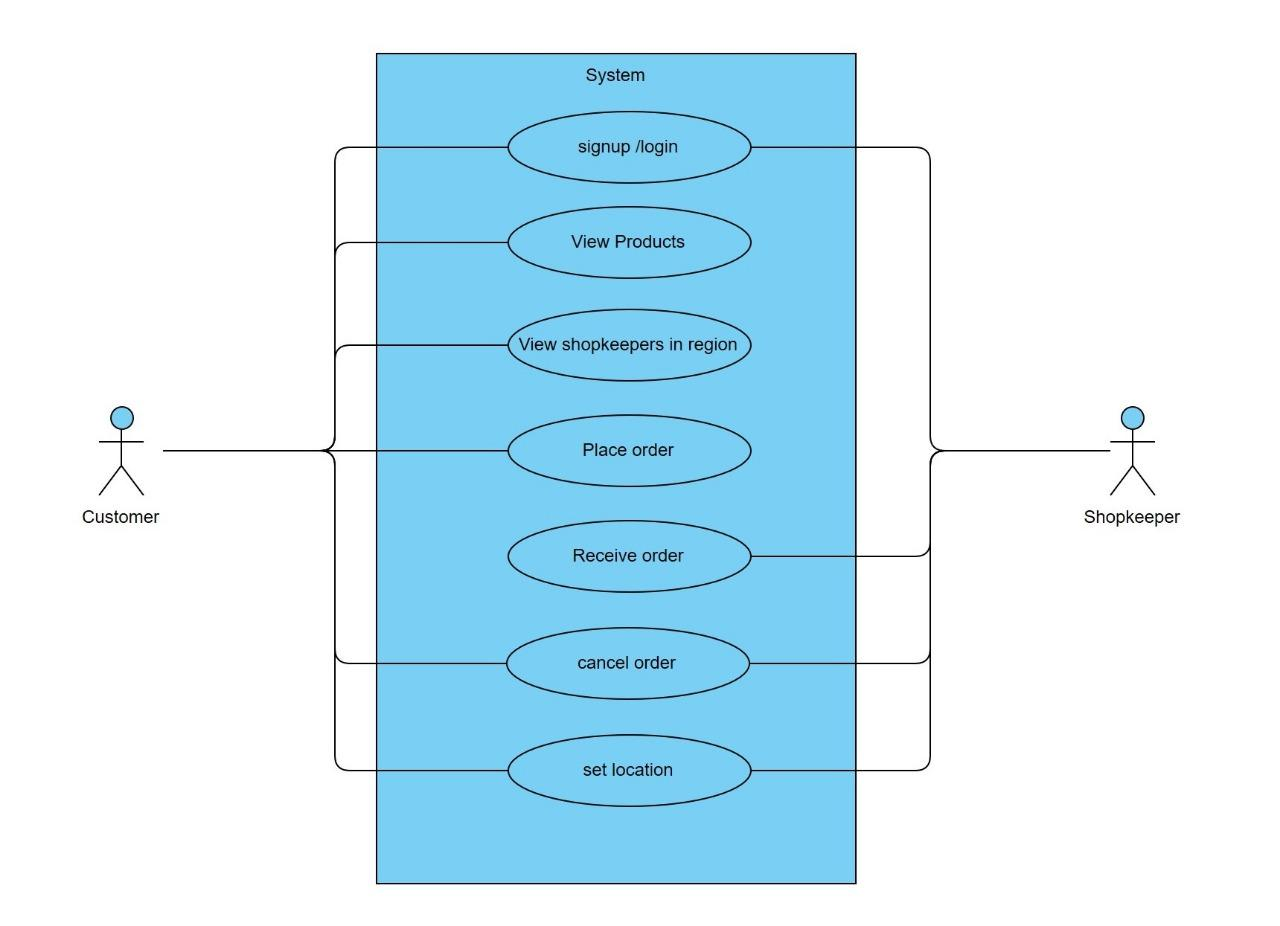 System
signup /login
View Products
View shopkeepers in region
Place order
Receive order
cancel order
set location
Customer
Shopkeeper